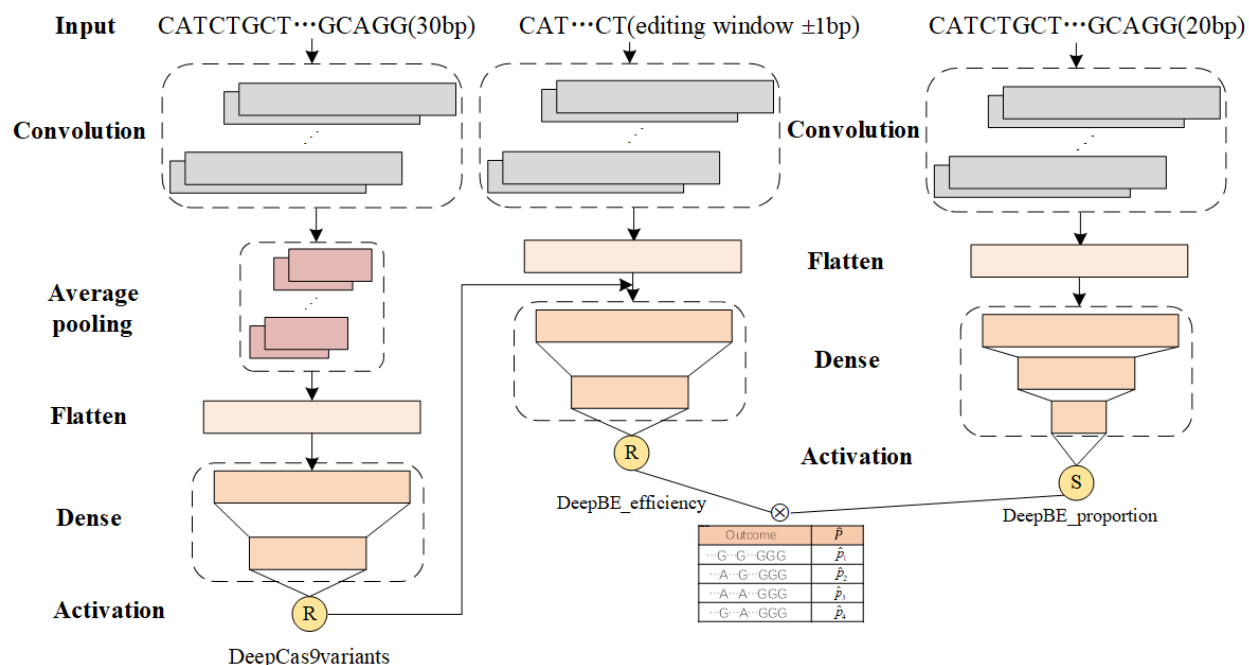 Input
CATCTGCT···GCAGG(30bp)
CAT···CT(editing window ±1bp)
CATCTGCT···GCAGG(20bp)
Convolution
Convolution
Average
pooling
Flatten
Flatten
Dense
Dense
Activation
Activation
R
R
S
DeepCas9variants
DeepBE_efficiency
DeepBE_proportion
⊗
Outcome P̂
···G···G···GGG p̂₁
···A···G···GGG p̂₂
···A···A···GGG p̂₃
···G···A···GGG p̂₄